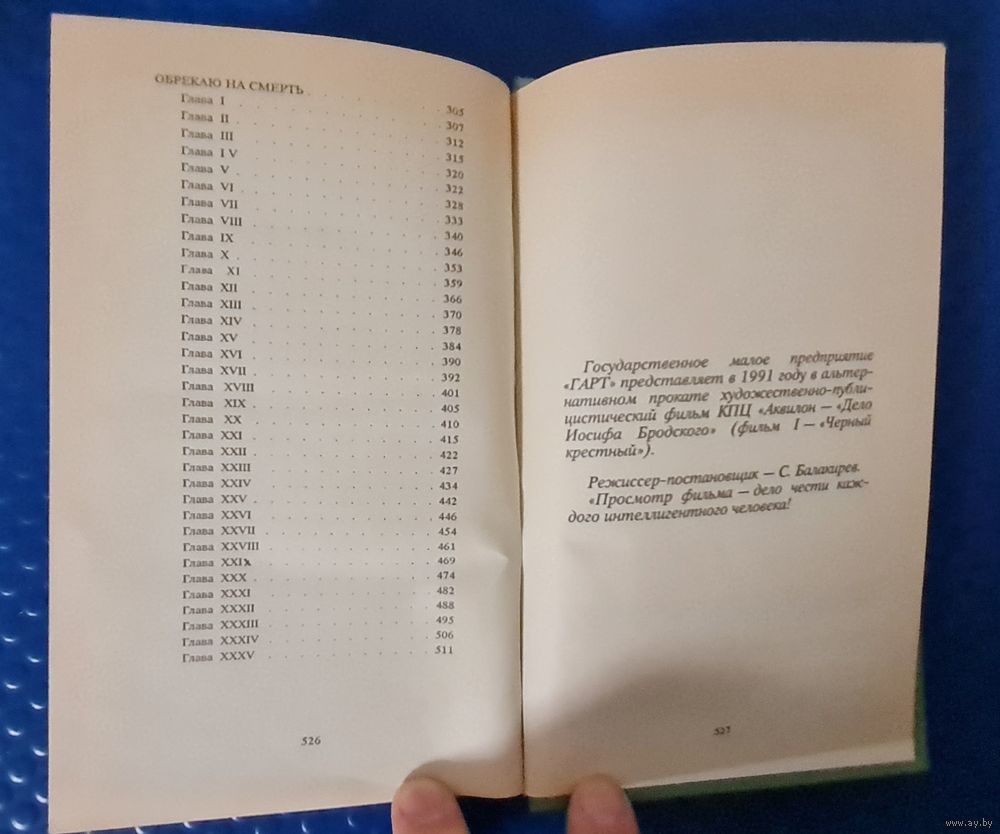 ОБРЕКАЮ НА СМЕРТЬ . . . . . . . . 305
Глава I . . . . . . . . . . . 307
Глава II . . . . . . . . . . . 312
Глава III . . . . . . . . . . . 315
Глава I V . . . . . . . . . . . 320
Глава V . . . . . . . . . . . 322
Глава VI . . . . . . . . . . . 328
Глава VII . . . . . . . . . . . 333
Глава VIII . . . . . . . . . . . 340
Глава IX . . . . . . . . . . . 346
Глава X . . . . . . . . . . . 353
Глава XI . . . . . . . . . . . 359
Глава XII . . . . . . . . . . . 366
Глава XIII . . . . . . . . . . . 370
Глава XIV . . . . . . . . . . . 378
Глава XV . . . . . . . . . . . 384
Глава XVI . . . . . . . . . . . 390
Глава XVII . . . . . . . . . . . 392
Глава XVIII . . . . . . . . . . . 401
Глава XIX . . . . . . . . . . . 405
Глава XX . . . . . . . . . . . 410
Глава XXI . . . . . . . . . . . 415
Глава XXII . . . . . . . . . . . 422
Глава XXIII . . . . . . . . . . . 427
Глава XXIV . . . . . . . . . . . 434
Глава XXV . . . . . . . . . . . 442
Глава XXVI . . . . . . . . . . . 446
Глава XXVII . . . . . . . . . . . 454
Глава XXVIII . . . . . . . . . . . 461
Глава XXIX . . . . . . . . . . . 469
Глава XXX . . . . . . . . . . . 474
Глава XXXI . . . . . . . . . . . 482
Глава XXXII . . . . . . . . . . . 488
Глава XXXIII . . . . . . . . . . . 495
Глава XXXIV . . . . . . . . . . . 506
Глава XXXV . . . . . . . . . . . 511
526
Государственное малое предприятие
«ГАРТ» представляет в 1991 году в альтер-
нативном прокате художественно-публи-
цистический фильм КПЦ «Аквилон — «Дело
Иосифа Бродского» (фильм I — «Черный
крестный»).
Режиссер-постановщик — С. Балакирев.
«Просмотр фильма — дело чести каж-
дого интеллигентного человека!
527
www.ay.by